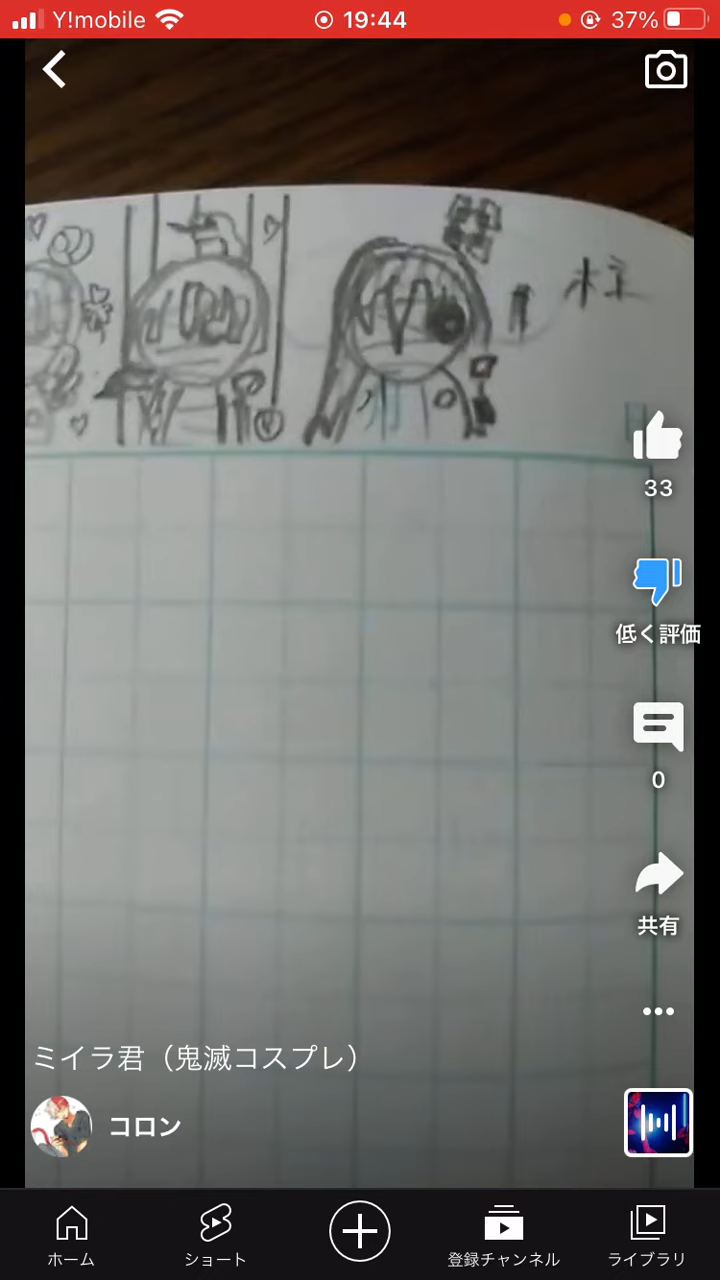 Y!mobile 19:44 37%
柱
33
低く評価
0
共有
ミイラ君（鬼滅コスプレ）
コロン
ホーム ショート 登録チャンネル ライブラリ